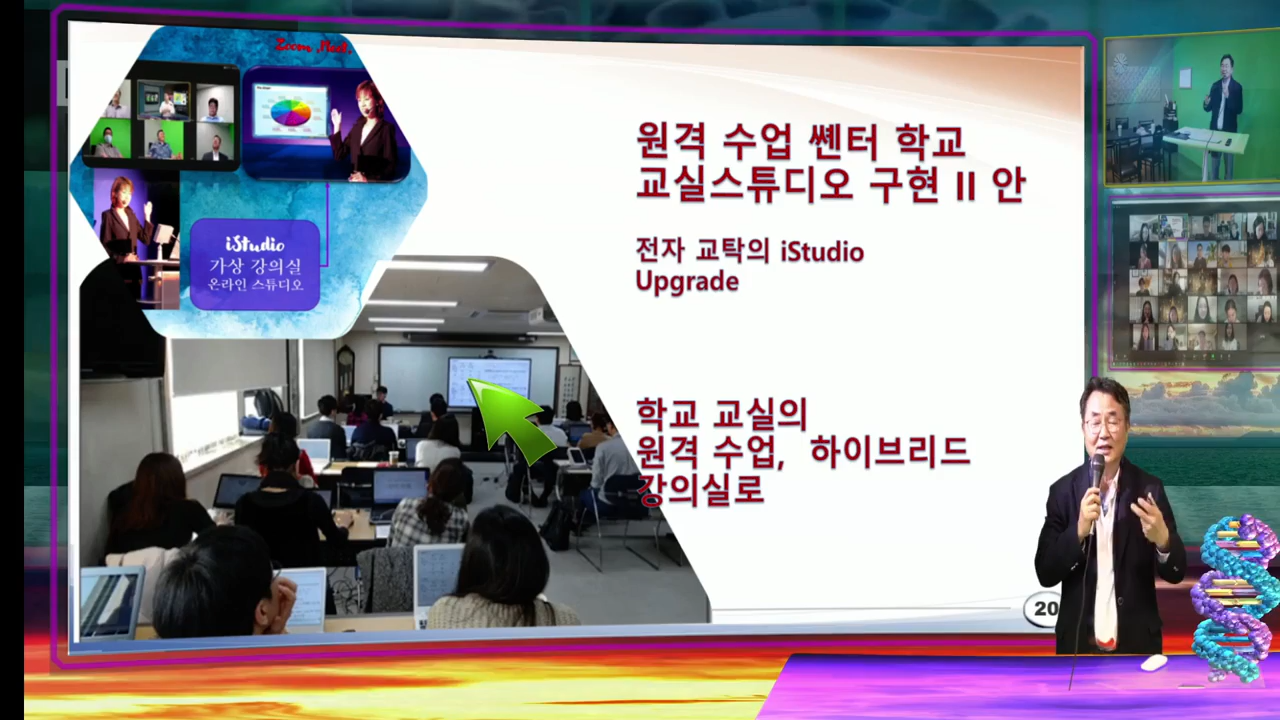 Zoom .Host.
iStudio
가상 강의실
온라인 스튜디오
원격 수업 쎈터 학교
교실스튜디오 구현 II 안
전자 교탁의 iStudio
Upgrade
학교 교실의
원격 수업, 하이브리드
강의실로
20